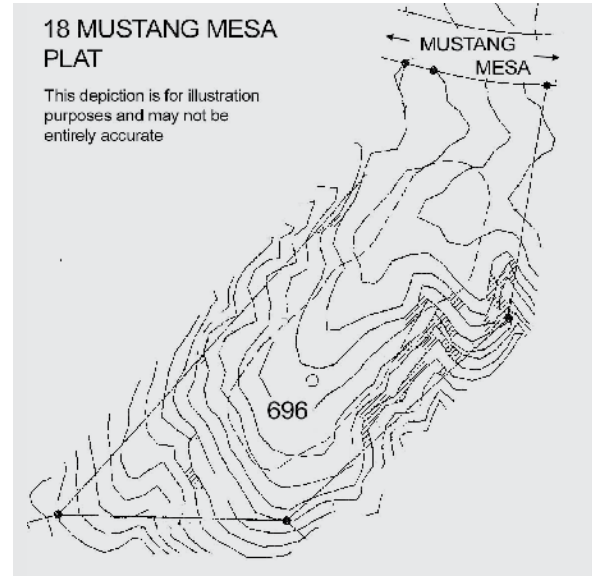 18 MUSTANG MESA
PLAT
This depiction is for illustration
purposes and may not be
entirely accurate
MUSTANG
MESA
696